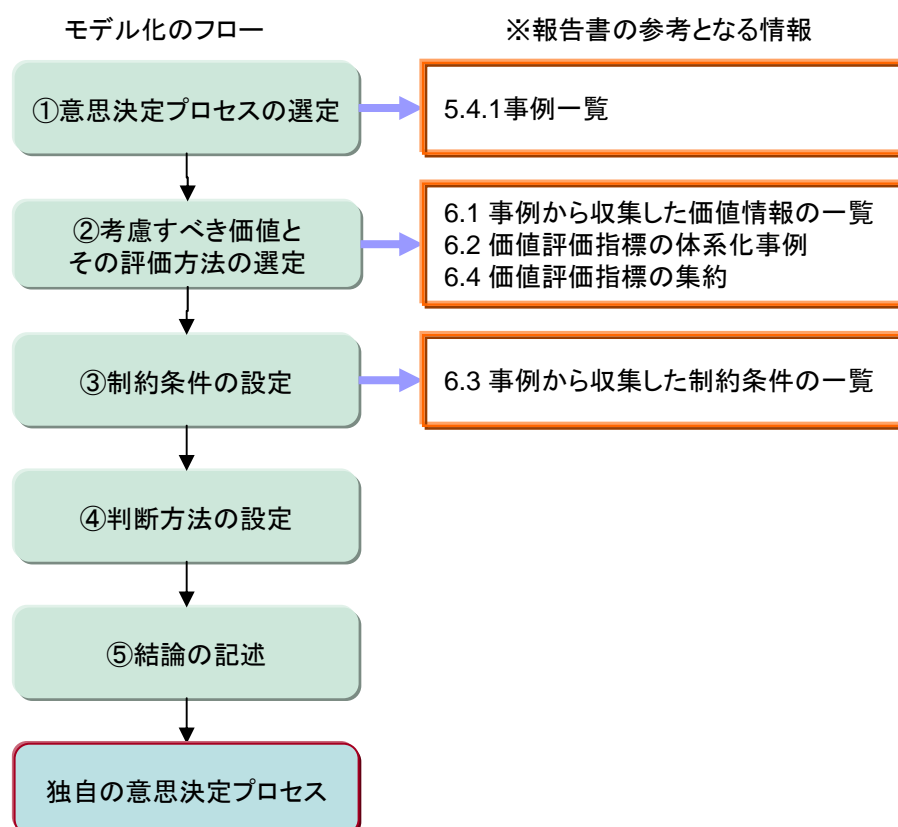 モデル化のフロー
※報告書の参考となる情報
①意思決定プロセスの選定
5.4.1事例一覧
②考慮すべき価値と
その評価方法の選定
6.1 事例から収集した価値情報の一覧
6.2 価値評価指標の体系化事例
6.4 価値評価指標の集約
③制約条件の設定
6.3 事例から収集した制約条件の一覧
④判断方法の設定
⑤結論の記述
独自の意思決定プロセス